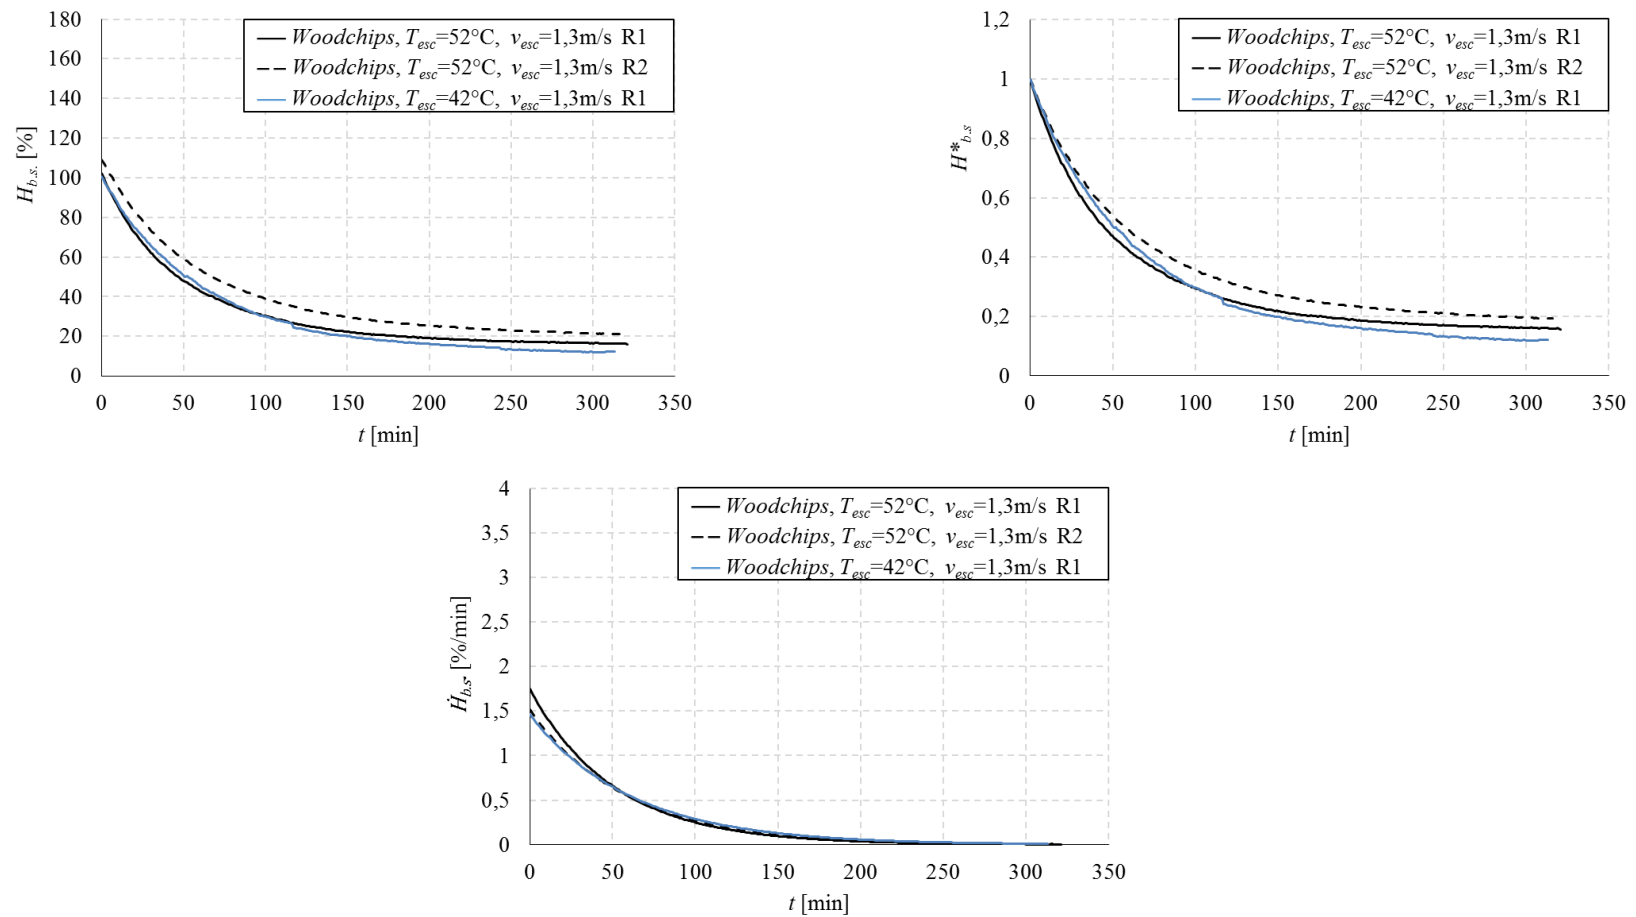 180
160
140
120
100
80
60
40
20
0
H_b.s. [%]
Woodchips, T_esc=52°C, v_esc=1,3m/s R1
Woodchips, T_esc=52°C, v_esc=1,3m/s R2
Woodchips, T_esc=42°C, v_esc=1,3m/s R1
0 50 100 150 200 250 300 350
t [min]
1,2
1
0,8
0,6
0,4
0,2
0
H*_b.s
Woodchips, T_esc=52°C, v_esc=1,3m/s R1
Woodchips, T_esc=52°C, v_esc=1,3m/s R2
Woodchips, T_esc=42°C, v_esc=1,3m/s R1
0 50 100 150 200 250 300 350
t [min]
4
3,5
3
2,5
2
1,5
1
0,5
0
Ḣ_b.s. [%/min]
Woodchips, T_esc=52°C, v_esc=1,3m/s R1
Woodchips, T_esc=52°C, v_esc=1,3m/s R2
Woodchips, T_esc=42°C, v_esc=1,3m/s R1
0 50 100 150 200 250 300 350
t [min]